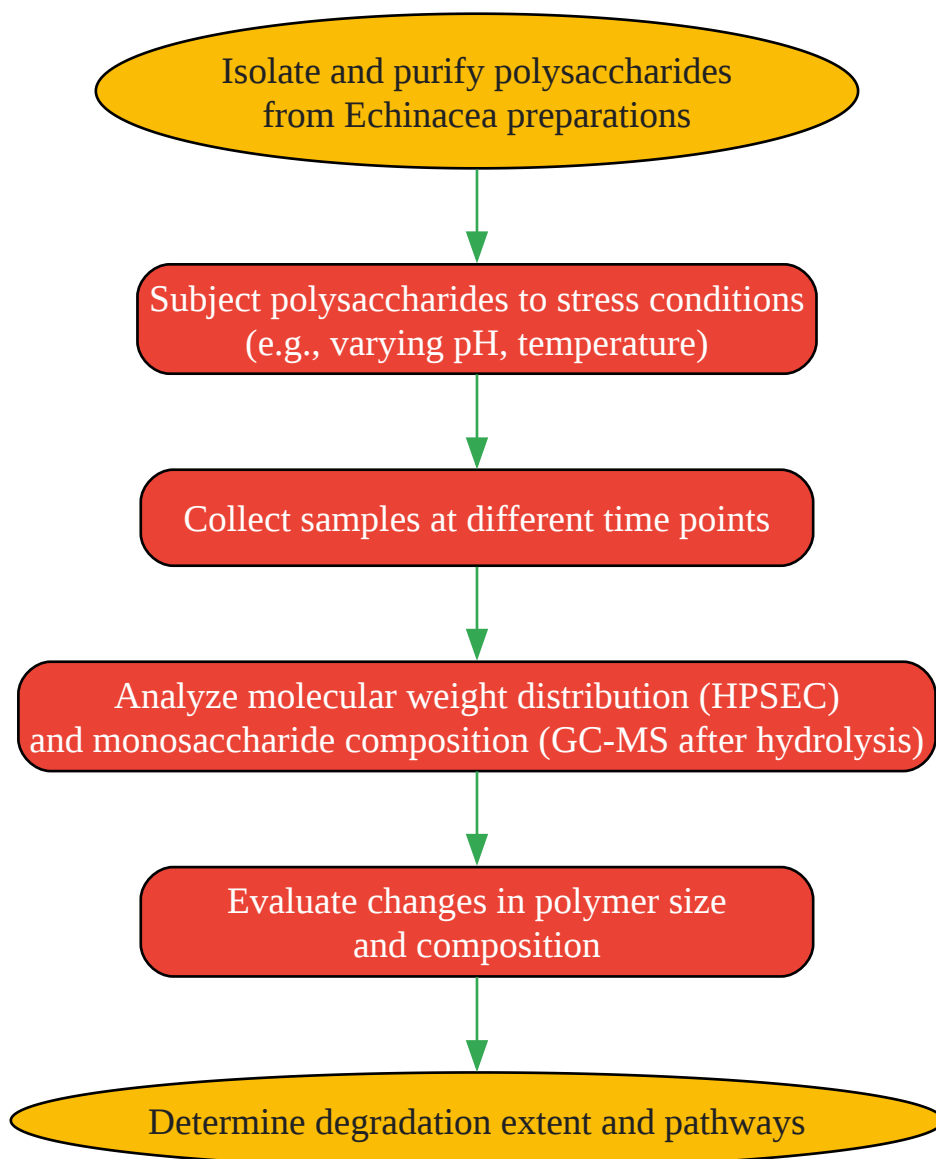 Isolate and purify polysaccharides
from Echinacea preparations
Subject polysaccharides to stress conditions
(e.g., varying pH, temperature)
Collect samples at different time points
Analyze molecular weight distribution (HPSEC)
and monosaccharide composition (GC-MS after hydrolysis)
Evaluate changes in polymer size
and composition
Determine degradation extent and pathways